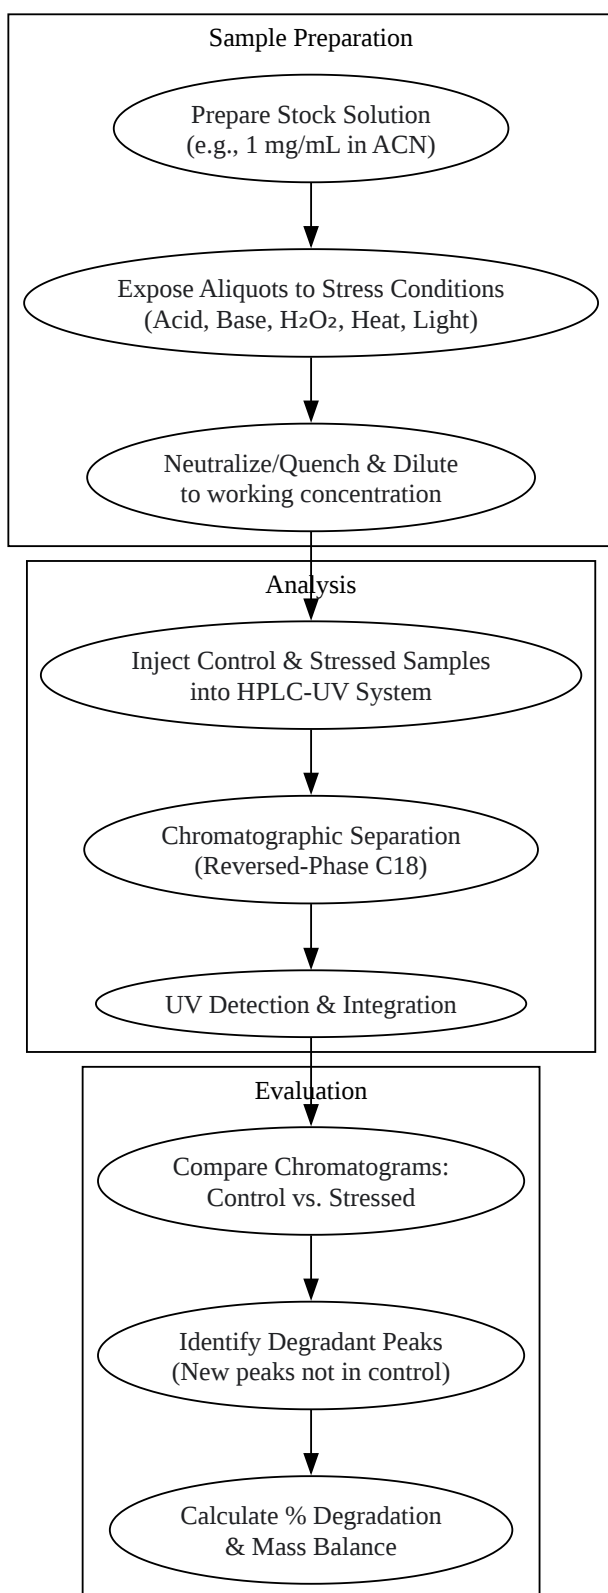 Sample Preparation
Prepare Stock Solution
(e.g., 1 mg/mL in ACN)
Expose Aliquots to Stress Conditions
(Acid, Base, H₂O₂, Heat, Light)
Neutralize/Quench & Dilute
to working concentration
Analysis
Inject Control & Stressed Samples
into HPLC-UV System
Chromatographic Separation
(Reversed-Phase C18)
UV Detection & Integration
Evaluation
Compare Chromatograms:
Control vs. Stressed
Identify Degradant Peaks
(New peaks not in control)
Calculate % Degradation
& Mass Balance